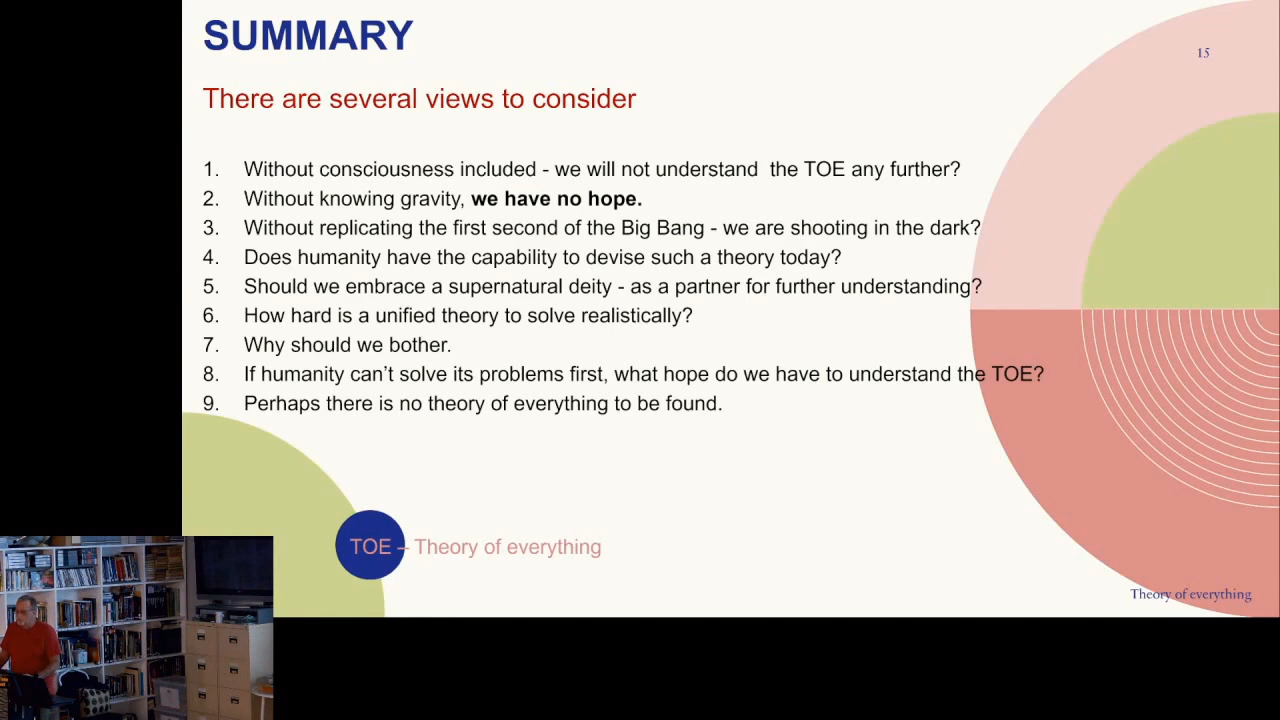 SUMMARY
15
There are several views to consider
1. Without consciousness included - we will not understand the TOE any further?
2. Without knowing gravity, we have no hope.
3. Without replicating the first second of the Big Bang - we are shooting in the dark?
4. Does humanity have the capability to devise such a theory today?
5. Should we embrace a supernatural deity - as a partner for further understanding?
6. How hard is a unified theory to solve realistically?
7. Why should we bother.
8. If humanity can’t solve its problems first, what hope do we have to understand the TOE?
9. Perhaps there is no theory of everything to be found.
TOE – Theory of everything
Theory of everything